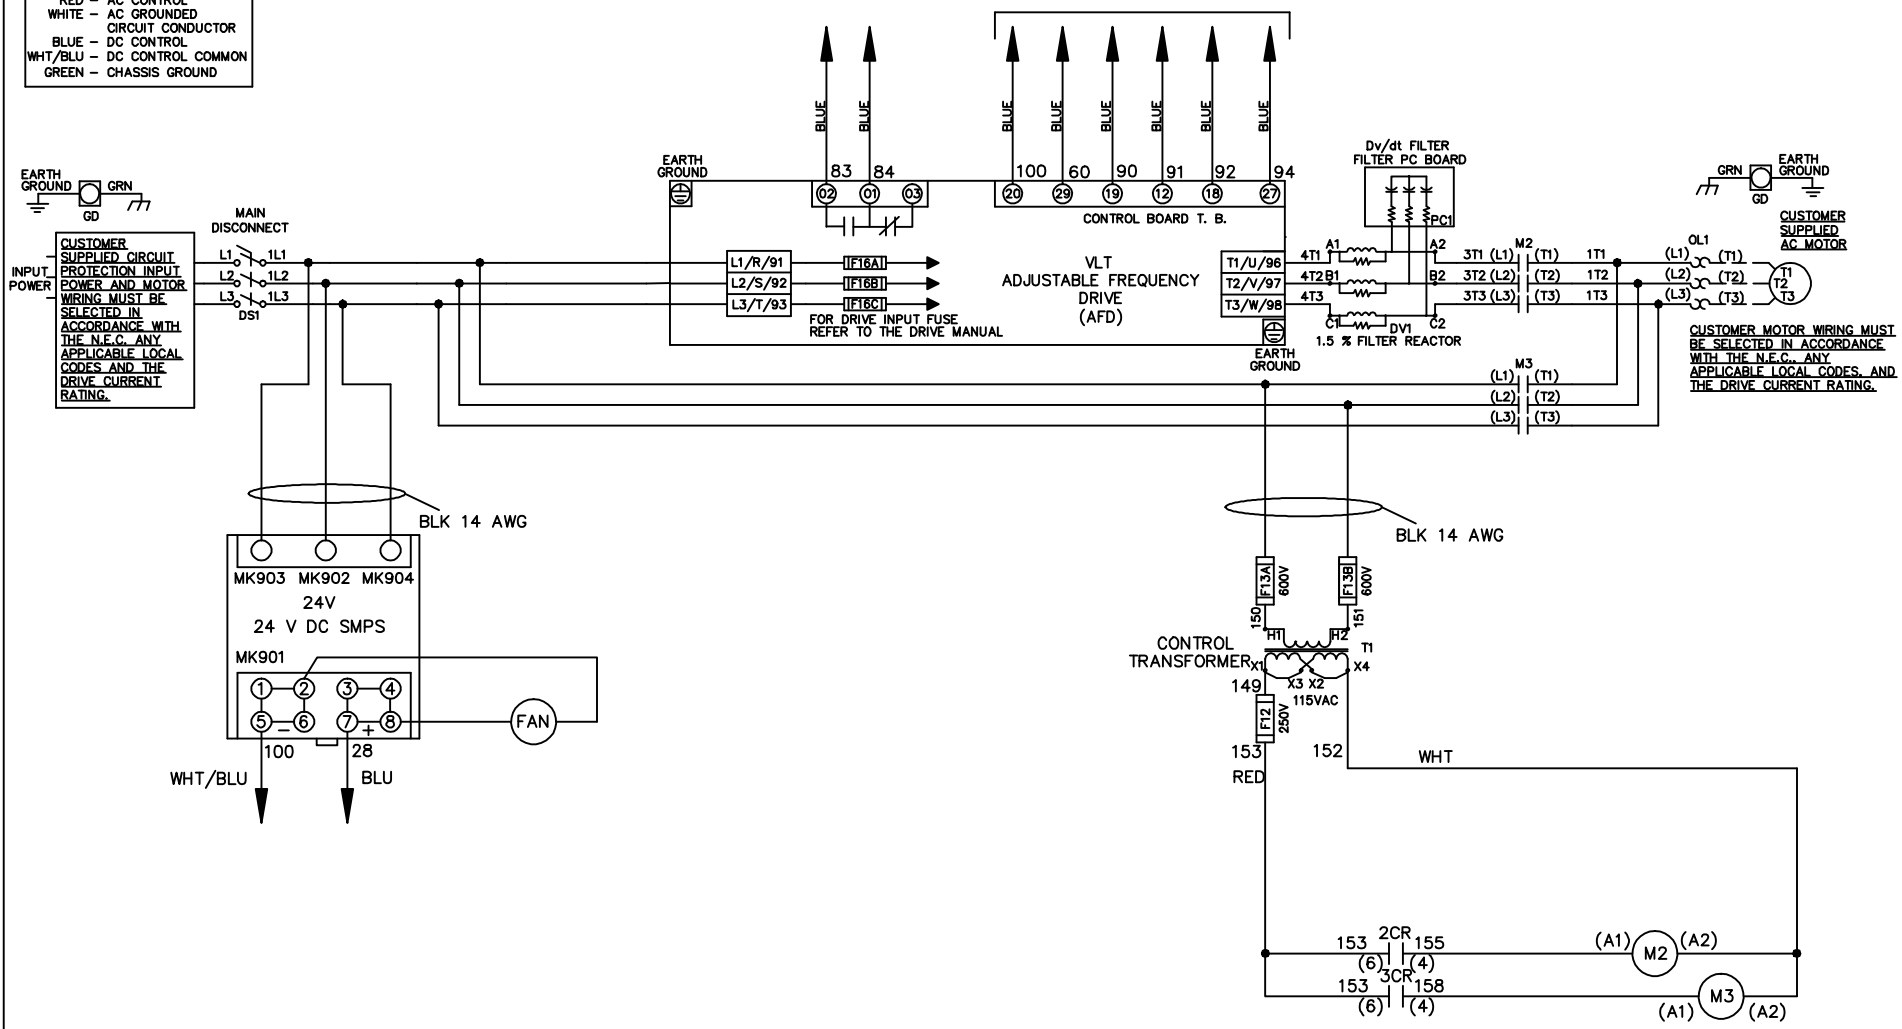 RED – AC CONTROL
WHITE – AC GROUNDED
CIRCUIT CONDUCTOR
BLUE – DC CONTROL
WHT/BLU – DC CONTROL COMMON
GREEN – CHASSIS GROUND
EARTH
GROUND
GRN
GD
MAIN
DISCONNECT
INPUT
POWER
CUSTOMER
SUPPLIED CIRCUIT
PROTECTION INPUT
POWER AND MOTOR
WIRING MUST BE
SELECTED IN
ACCORDANCE WITH
THE N.E.C. ANY
APPLICABLE LOCAL
CODES AND THE
DRIVE CURRENT
RATING.
L1 1L1
L2 1L2
L3 1L3
DS1
BLUE
BLUE
BLUE
BLUE
BLUE
BLUE
BLUE
BLUE
EARTH
GROUND
83 84
02 01 03
100 60 90 91 92 94
20 29 19 12 18 27
CONTROL BOARD T. B.
L1/R/91
L2/S/92
L3/T/93
F16A
F16B
F16C
FOR DRIVE INPUT FUSE
REFER TO THE DRIVE MANUAL
VLT
ADJUSTABLE FREQUENCY
DRIVE
(AFD)
T1/U/96
T2/V/97
T3/W/98
EARTH
GROUND
4T1
4T2
4T3
A1 A2
B1 B2
C1 C2
DV1
1.5 % FILTER REACTOR
Dv/dt FILTER
FILTER PC BOARD
PC1
M2
3T1 (L1) (T1) 1T1
3T2 (L2) (T2) 1T2
3T3 (L3) (T3) 1T3
OL1
(L1) (T1)
(L2) (T2)
(L3) (T3)
T1
T2
T3
GRN
GD
EARTH
GROUND
CUSTOMER
SUPPLIED
AC MOTOR
CUSTOMER MOTOR WIRING MUST
BE SELECTED IN ACCORDANCE
WITH THE N.E.C., ANY
APPLICABLE LOCAL CODES, AND
THE DRIVE CURRENT RATING.
M3
(L1) (T1)
(L2) (T2)
(L3) (T3)
BLK 14 AWG
MK903 MK902 MK904
24V
24 V DC SMPS
MK901
1 2 3 4
5 – 6 7 + 8
FAN
100 28
WHT/BLU BLU
BLK 14 AWG
F13A 600V
F13B 600V
150 151
H1 H2
T1
CONTROL
TRANSFORMER
X1 X4
X3 X2
115VAC
149
F12 250V
153 152
RED
WHT
2CR
153 155
(6) (4)
(A1) M2 (A2)
3CR
153 158
(6) (4)
(A1) M3 (A2)